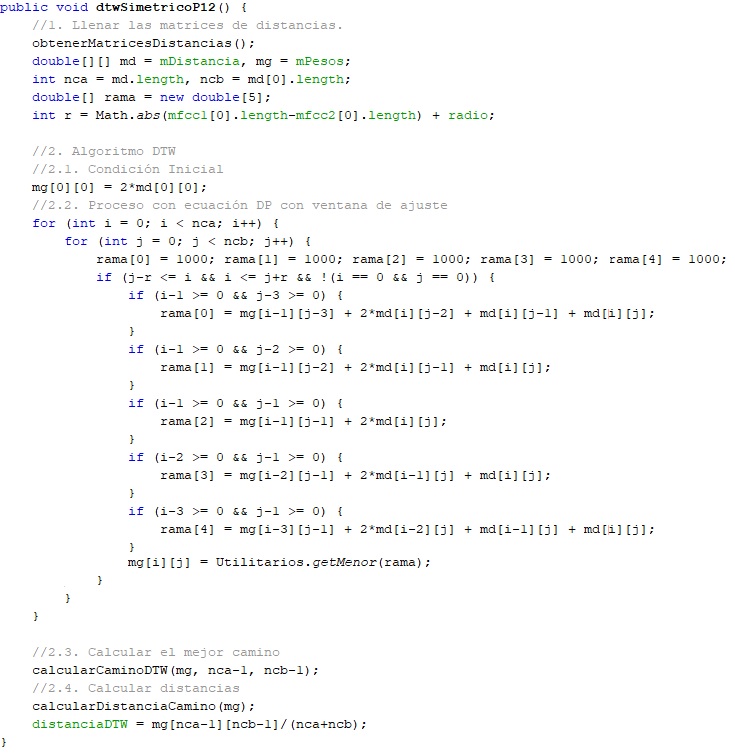 public void dtwSimetricoP12() {
    //1. Llenar las matrices de distancias.
    obtenerMatricesDistancias();
    double[][] md = mDistancia, mg = mPesos;
    int nca = md.length, ncb = md[0].length;
    double[] rama = new double[5];
    int r = Math.abs(mfcc1[0].length-mfcc2[0].length) + radio;

    //2. Algoritmo DTW
    //2.1. Condición Inicial
    mg[0][0] = 2*md[0][0];
    //2.2. Proceso con ecuación DP con ventana de ajuste
    for (int i = 0; i < nca; i++) {
        for (int j = 0; j < ncb; j++) {
            rama[0] = 1000; rama[1] = 1000; rama[2] = 1000; rama[3] = 1000; rama[4] = 1000;
            if (j-r <= i && i <= j+r && !(i == 0 && j == 0)) {
                if (i-1 >= 0 && j-3 >= 0) {
                    rama[0] = mg[i-1][j-3] + 2*md[i][j-2] + md[i][j-1] + md[i][j];
                }
                if (i-1 >= 0 && j-2 >= 0) {
                    rama[1] = mg[i-1][j-2] + 2*md[i][j-1] + md[i][j];
                }
                if (i-1 >= 0 && j-1 >= 0) {
                    rama[2] = mg[i-1][j-1] + 2*md[i][j];
                }
                if (i-2 >= 0 && j-1 >= 0) {
                    rama[3] = mg[i-2][j-1] + 2*md[i-1][j] + md[i][j];
                }
                if (i-3 >= 0 && j-1 >= 0) {
                    rama[4] = mg[i-3][j-1] + 2*md[i-2][j] + md[i-1][j] + md[i][j];
                }
                mg[i][j] = Utilitarios.getMenor(rama);
            }
        }
    }

    //2.3. Calcular el mejor camino
    calcularCaminoDTW(mg, nca-1, ncb-1);
    //2.4. Calcular distancias
    calcularDistanciaCamino(mg);
    distanciaDTW = mg[nca-1][ncb-1]/(nca+ncb);
}